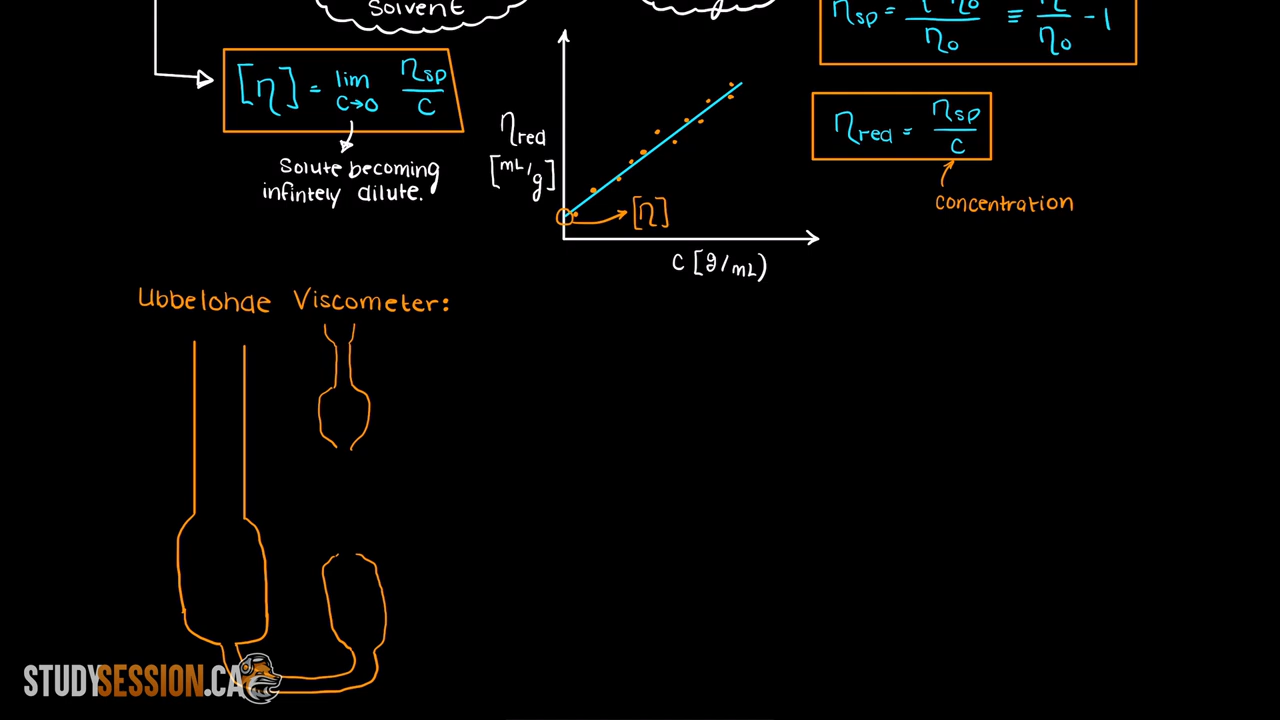 Solvent
ηsp = η-η0/η0 ≡ η/η0 -1
[η] = lim C→0 ηsp/C
Solute becoming
infintely dilute.
ηred
[mL/g]
[η]
C [g/mL)
ηred = ηsp/C
concentration
Ubbelohde Viscometer:
STUDYSESSION.CA